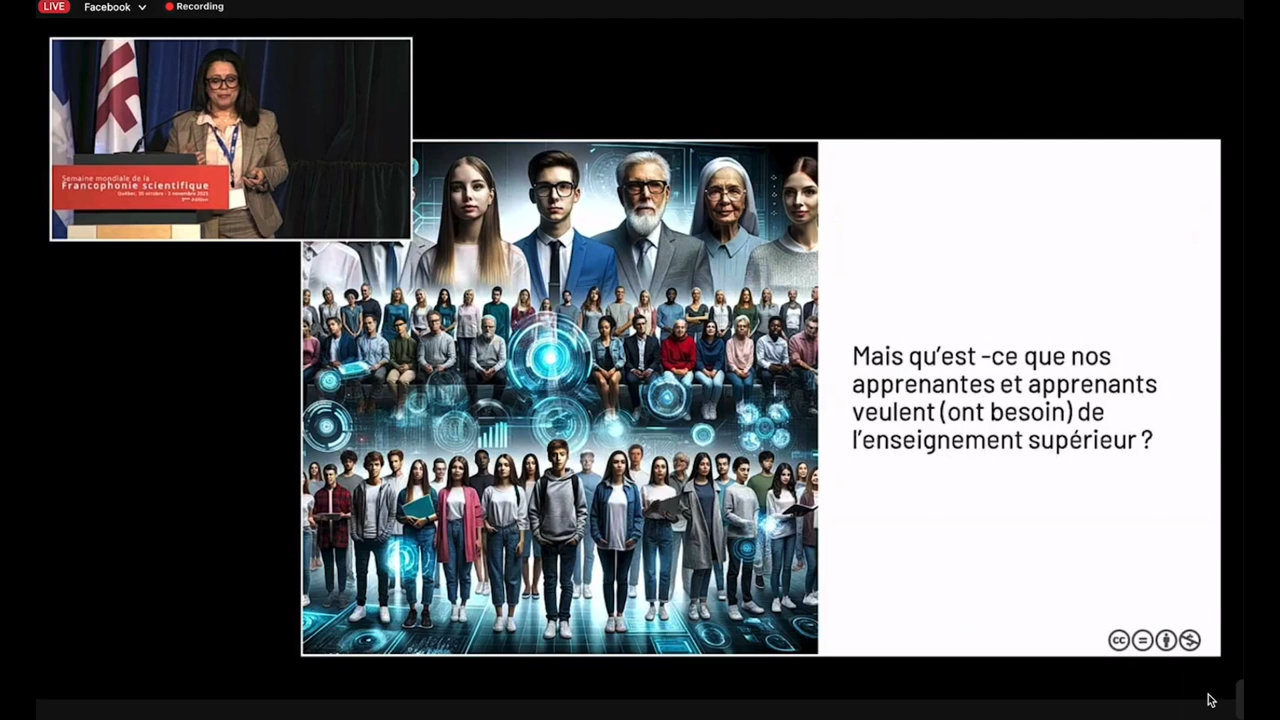 LIVE Facebook Recording
Semaine mondiale de la
Francophonie scientifique
Québec, 30 octobre - 3 novembre 2023
3ème édition
Mais qu’est -ce que nos
apprenantes et apprenants
veulent (ont besoin) de
l’enseignement supérieur ?
cc